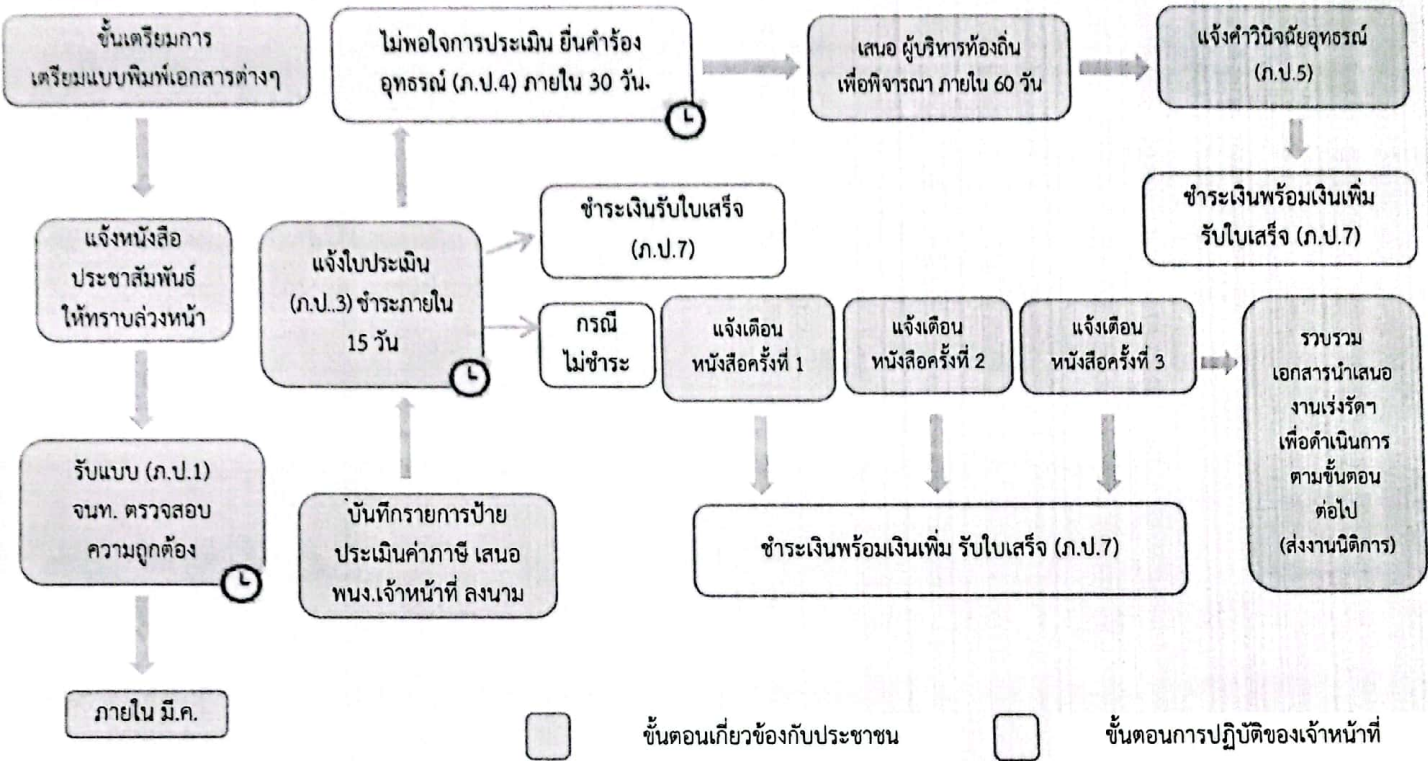 ขั้นเตรียมการ
เตรียมแบบพิมพ์เอกสารต่างๆ
แจ้งหนังสือ
ประชาสัมพันธ์
ให้ทราบล่วงหน้า
รับแบบ (ภ.ป.1)
จนท. ตรวจสอบ
ความถูกต้อง
ภายใน มี.ค.
บันทึกรายการป้าย
ประเมินค่าภาษี เสนอ
พนง.เจ้าหน้าที่ ลงนาม
แจ้งใบประเมิน
(ภ.ป..3) ชำระภายใน
15 วัน
ไม่พอใจการประเมิน ยื่นคำร้อง
อุทธรณ์ (ภ.ป.4) ภายใน 30 วัน.
เสนอ ผู้บริหารท้องถิ่น
เพื่อพิจารณา ภายใน 60 วัน
แจ้งคำวินิจฉัยอุทธรณ์
(ภ.ป.5)
ชำระเงินพร้อมเงินเพิ่ม
รับใบเสร็จ (ภ.ป.7)
ชำระเงินรับใบเสร็จ
(ภ.ป.7)
กรณี
ไม่ชำระ
แจ้งเตือน
หนังสือครั้งที่ 1
แจ้งเตือน
หนังสือครั้งที่ 2
แจ้งเตือน
หนังสือครั้งที่ 3
รวบรวม
เอกสารนำเสนอ
งานเร่งรัดฯ
เพื่อดำเนินการ
ตามขั้นตอน
ต่อไป
(ส่งงานนิติการ)
ชำระเงินพร้อมเงินเพิ่ม รับใบเสร็จ (ภ.ป.7)
ขั้นตอนเกี่ยวข้องกับประชาชน
ขั้นตอนการปฏิบัติของเจ้าหน้าที่